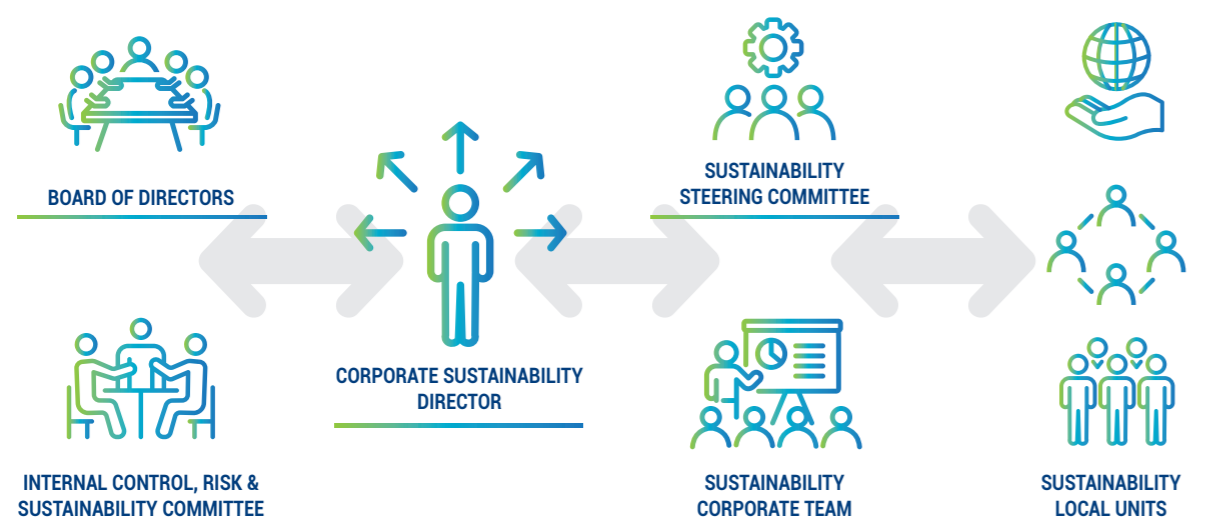 BOARD OF DIRECTORS
INTERNAL CONTROL, RISK &
SUSTAINABILITY COMMITTEE
CORPORATE SUSTAINABILITY
DIRECTOR
SUSTAINABILITY
STEERING COMMITTEE
SUSTAINABILITY
CORPORATE TEAM
SUSTAINABILITY
LOCAL UNITS